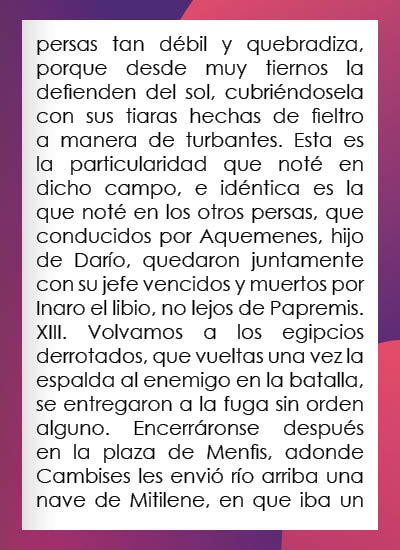 persas tan débil y quebradiza,
porque desde muy tiernos la
defienden del sol, cubriéndosela
con sus tiaras hechas de fieltro
a manera de turbantes. Esta es
la particularidad que noté en
dicho campo, e idéntica es la
que noté en los otros persas, que
conducidos por Aquemenes, hijo
de Darío, quedaron juntamente
con su jefe vencidos y muertos por
Inaro el libio, no lejos de Papremis.
XIII. Volvamos a los egipcios
derrotados, que vueltas una vez la
espalda al enemigo en la batalla,
se entregaron a la fuga sin orden
alguno. Encerráronse después
en la plaza de Menfis, adonde
Cambises les envió río arriba una
nave de Mitilene, en que iba un